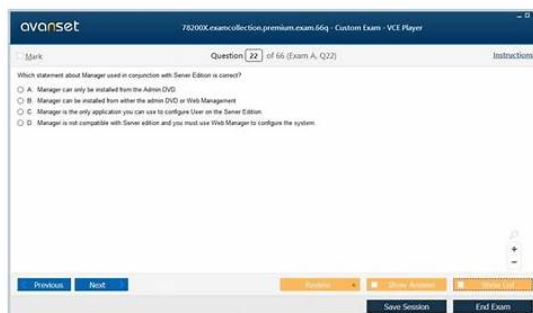 avanset
78200X.examcollection.premium.exam.66q - Custom Exam - VCE Player
Mark
Question 22 of 66 (Exam A, Q22)
Instructions
Which statement about Manager used in conjunction with Server Edition is correct?
A. Manager can only be installed from the Admin DVD.
B. Manager can be installed from either the admin DVD or Web Management
C. Manager is the only application you can use to configure User on the Server Edition
D. Manager is not compatible with Server edition and you must use Web Manager to configure the system.
Previous
Next
Review
Show Answer
Show List
Save Session
End Exam